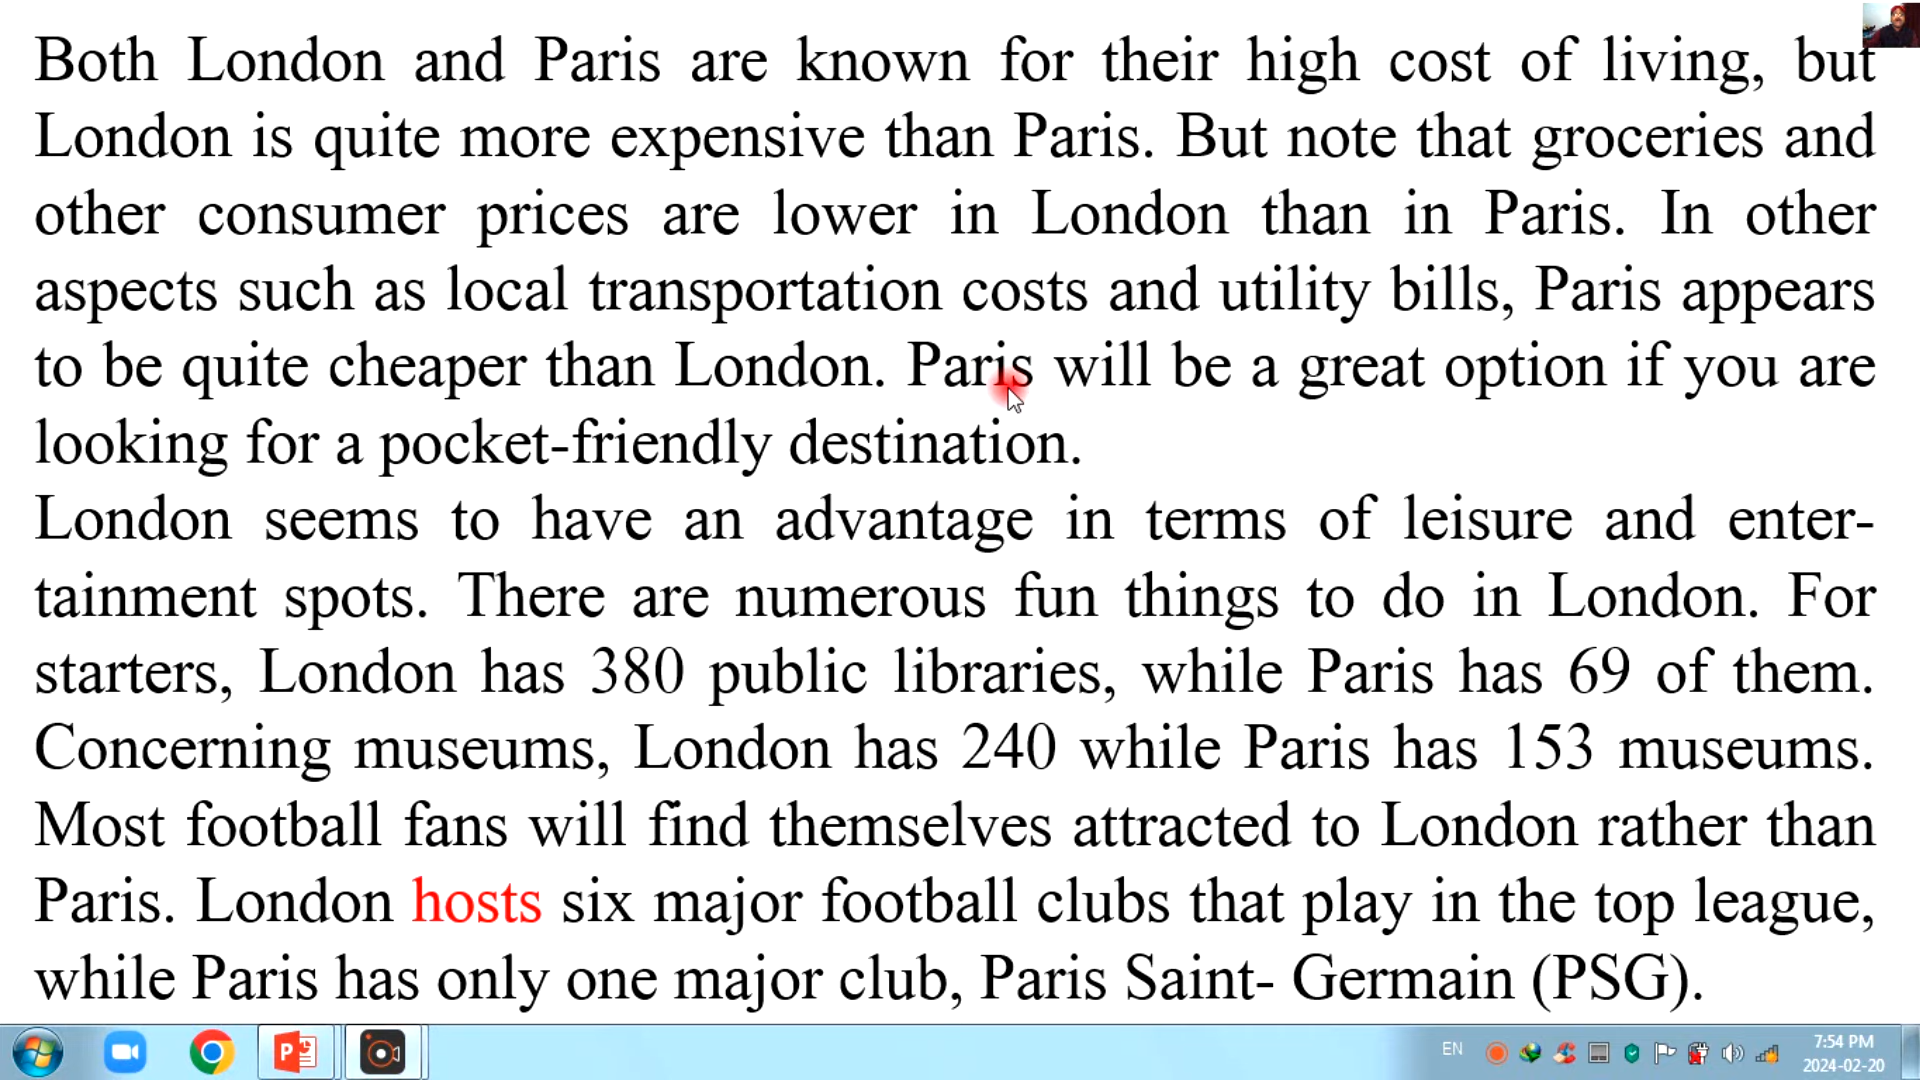 Both London and Paris are known for their high cost of living, but
London is quite more expensive than Paris. But note that groceries and
other consumer prices are lower in London than in Paris. In other
aspects such as local transportation costs and utility bills, Paris appears
to be quite cheaper than London. Paris will be a great option if you are
looking for a pocket-friendly destination.
London seems to have an advantage in terms of leisure and enter-
tainment spots. There are numerous fun things to do in London. For
starters, London has 380 public libraries, while Paris has 69 of them.
Concerning museums, London has 240 while Paris has 153 museums.
Most football fans will find themselves attracted to London rather than
Paris. London hosts six major football clubs that play in the top league,
while Paris has only one major club, Paris Saint- Germain (PSG).
EN
7:54 PM
2024-02-20